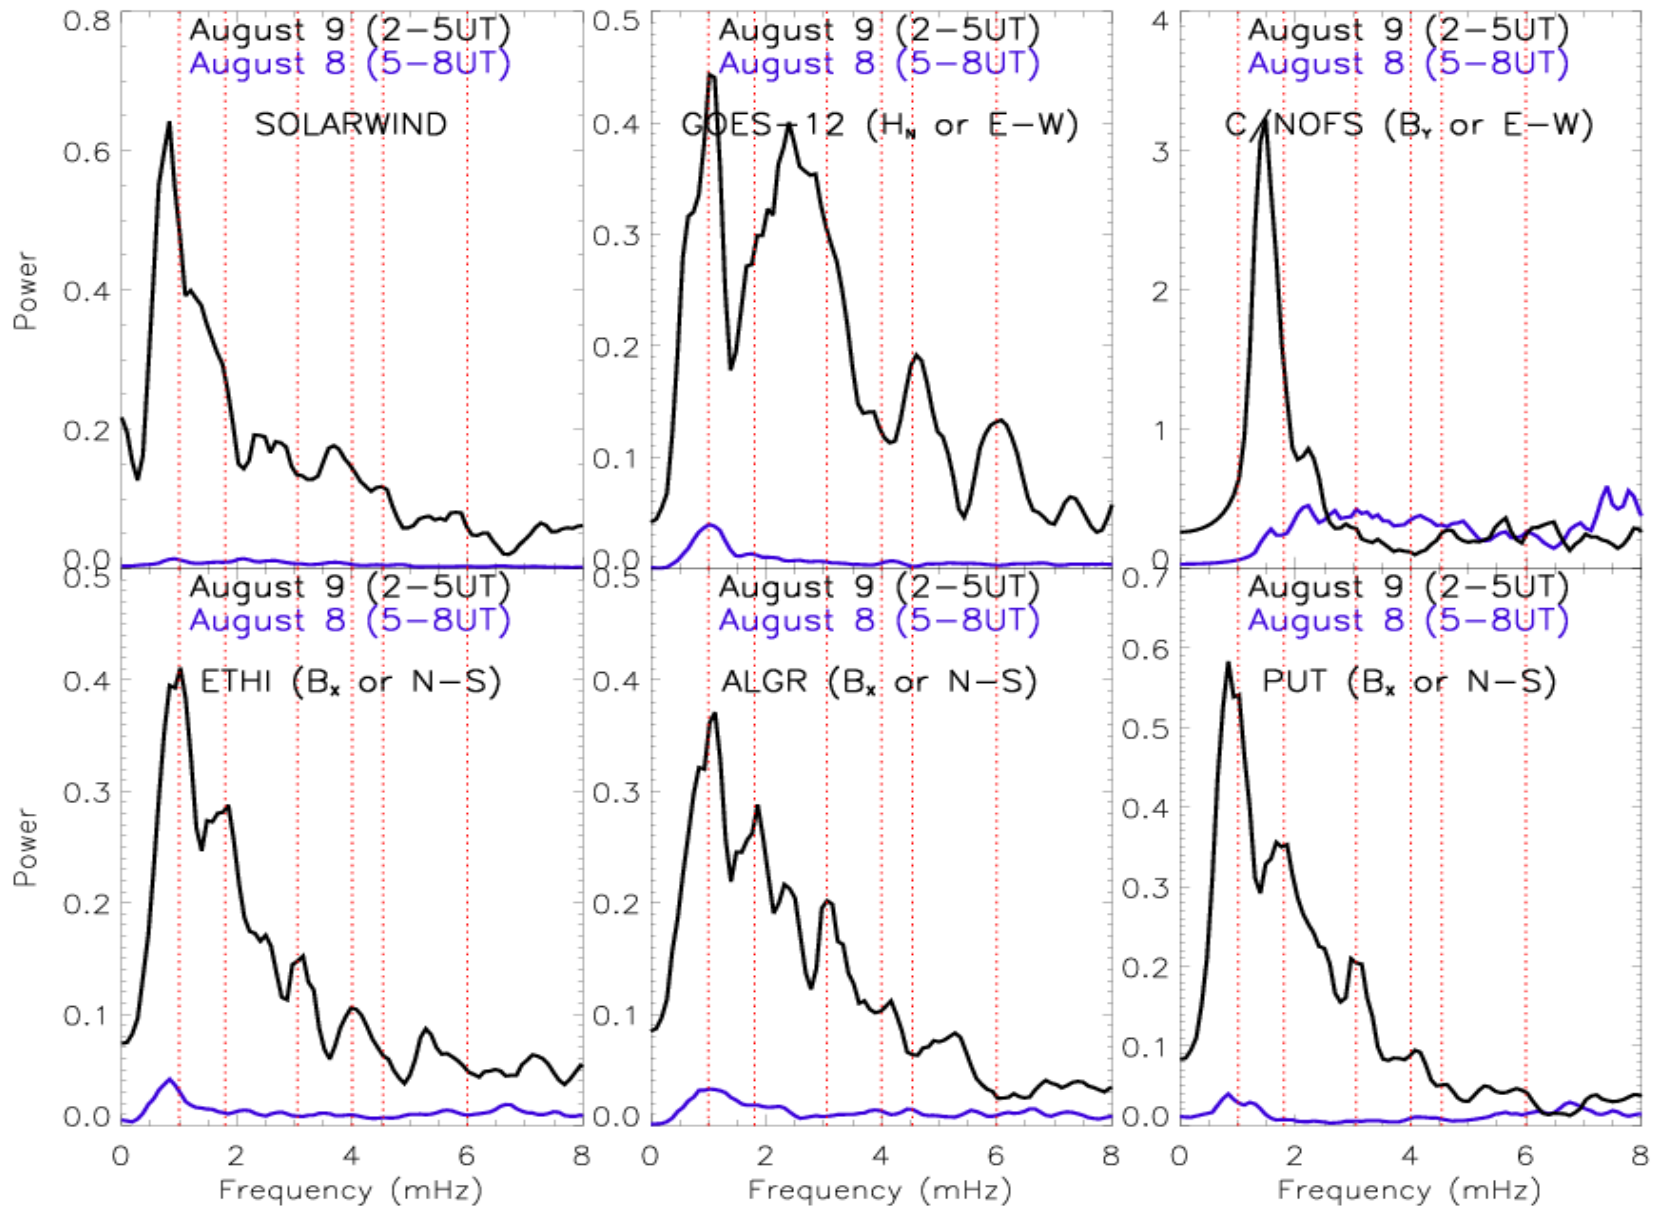 August 9 (2-5UT)
August 8 (5-8UT)
SOLARWIND
0.8
0.6
0.4
0.2
0.0
Power
August 9 (2-5UT)
August 8 (5-8UT)
GOES-12 (HN or E-W)
0.5
0.4
0.3
0.2
0.1
0.0
August 9 (2-5UT)
August 8 (5-8UT)
C/NOFS (BY or E-W)
4
3
2
1
0
August 9 (2-5UT)
August 8 (5-8UT)
ETHI (Bx or N-S)
0.5
0.4
0.3
0.2
0.1
0.0
Power
0 2 4 6 8
Frequency (mHz)
August 9 (2-5UT)
August 8 (5-8UT)
ALGR (Bx or N-S)
0.5
0.4
0.3
0.2
0.1
0.0
0 2 4 6 8
Frequency (mHz)
August 9 (2-5UT)
August 8 (5-8UT)
PUT (Bx or N-S)
0.7
0.6
0.5
0.4
0.3
0.2
0.1
0.0
0 2 4 6 8
Frequency (mHz)